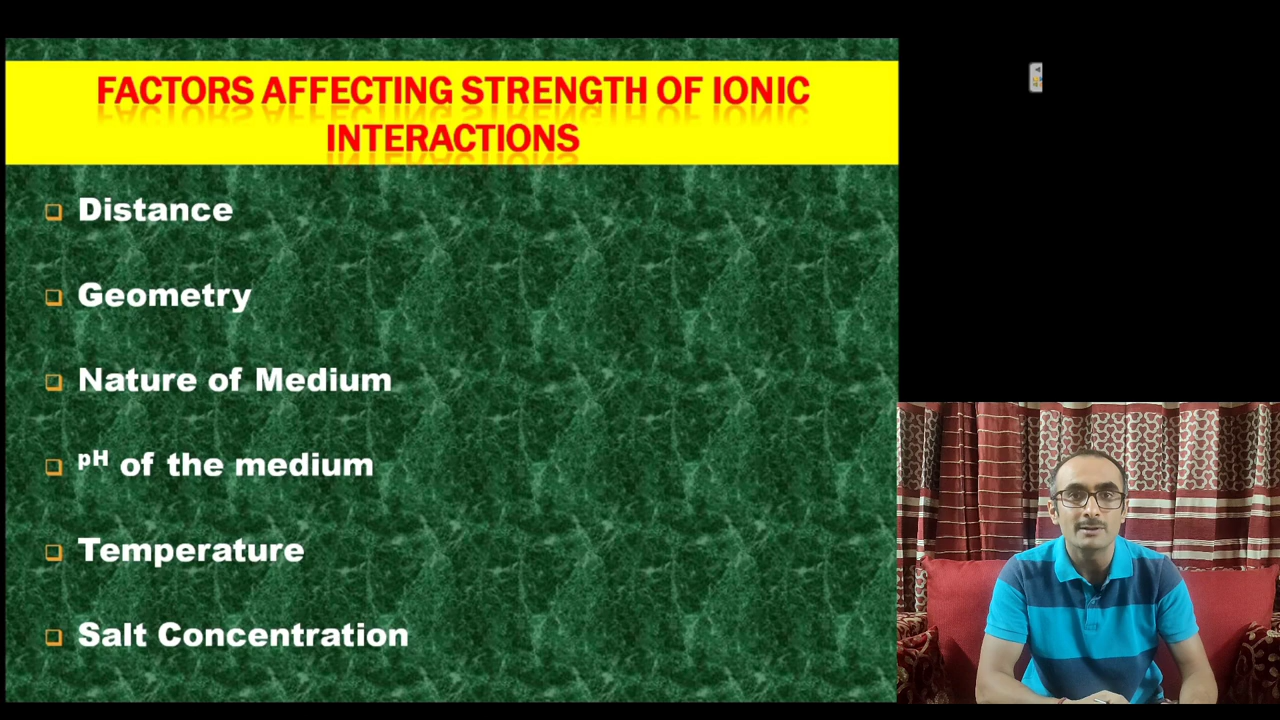 FACTORS AFFECTING STRENGTH OF IONIC
INTERACTIONS
Distance
Geometry
Nature of Medium
pH of the medium
Temperature
Salt Concentration